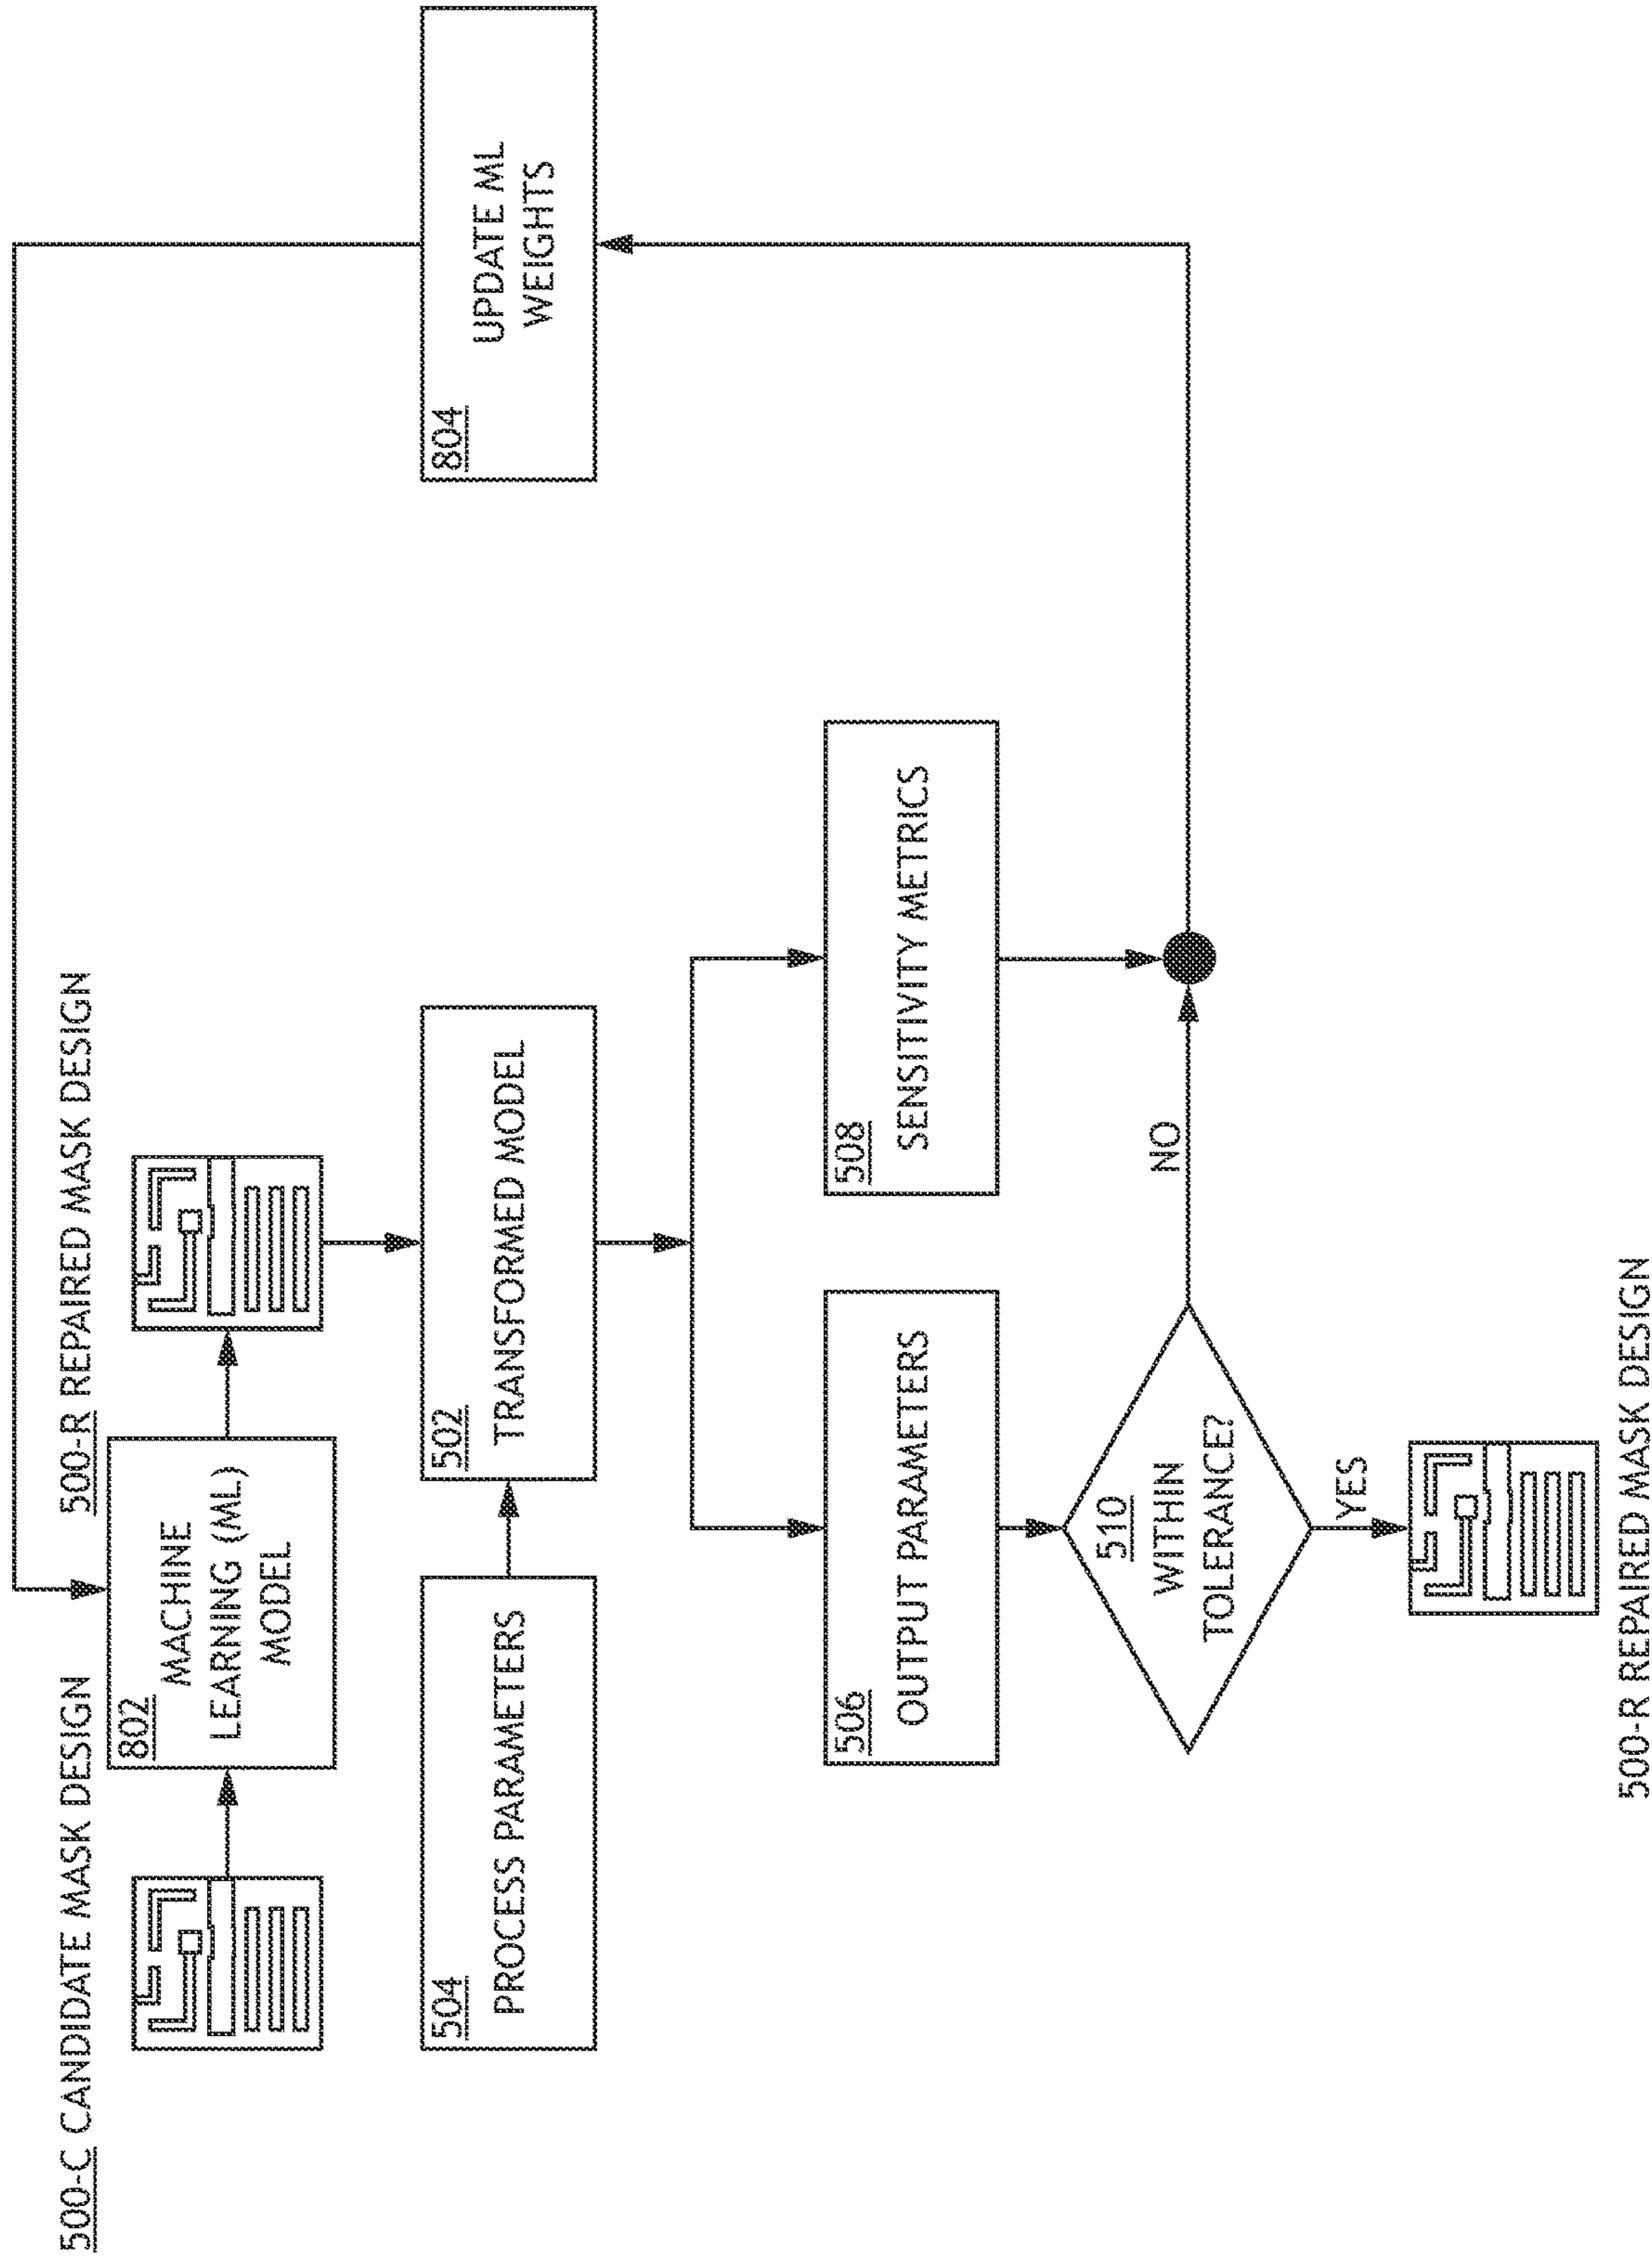 500-C CANDIDATE MASK DESIGN
500-R REPAIRED MASK DESIGN
802
MACHINE
LEARNING (ML)
MODEL
504
PROCESS PARAMETERS
502
TRANSFORMED MODEL
804
UPDATE ML
WEIGHTS
506
OUTPUT PARAMETERS
508
SENSITIVITY METRICS
510
WITHIN
TOLERANCE?
NO
YES
500-R REPAIRED MASK DESIGN